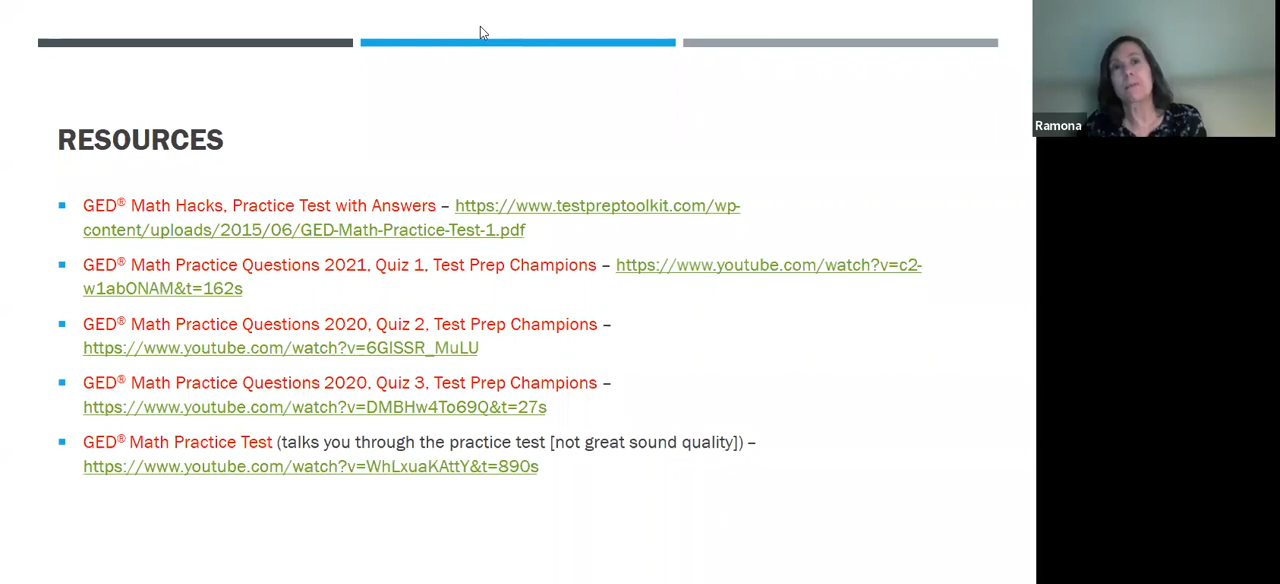 RESOURCES
GED® Math Hacks, Practice Test with Answers – https://www.testpreptoolkit.com/wp-
content/uploads/2015/06/GED-Math-Practice-Test-1.pdf
GED® Math Practice Questions 2021, Quiz 1, Test Prep Champions – https://www.youtube.com/watch?v=c2-
w1abONAM&t=162s
GED® Math Practice Questions 2020, Quiz 2, Test Prep Champions –
https://www.youtube.com/watch?v=6GlSSR_MuLU
GED® Math Practice Questions 2020, Quiz 3, Test Prep Champions –
https://www.youtube.com/watch?v=DMBHw4To69Q&t=27s
GED® Math Practice Test (talks you through the practice test [not great sound quality]) –
https://www.youtube.com/watch?v=WhLxuaKAttY&t=890s
Ramona